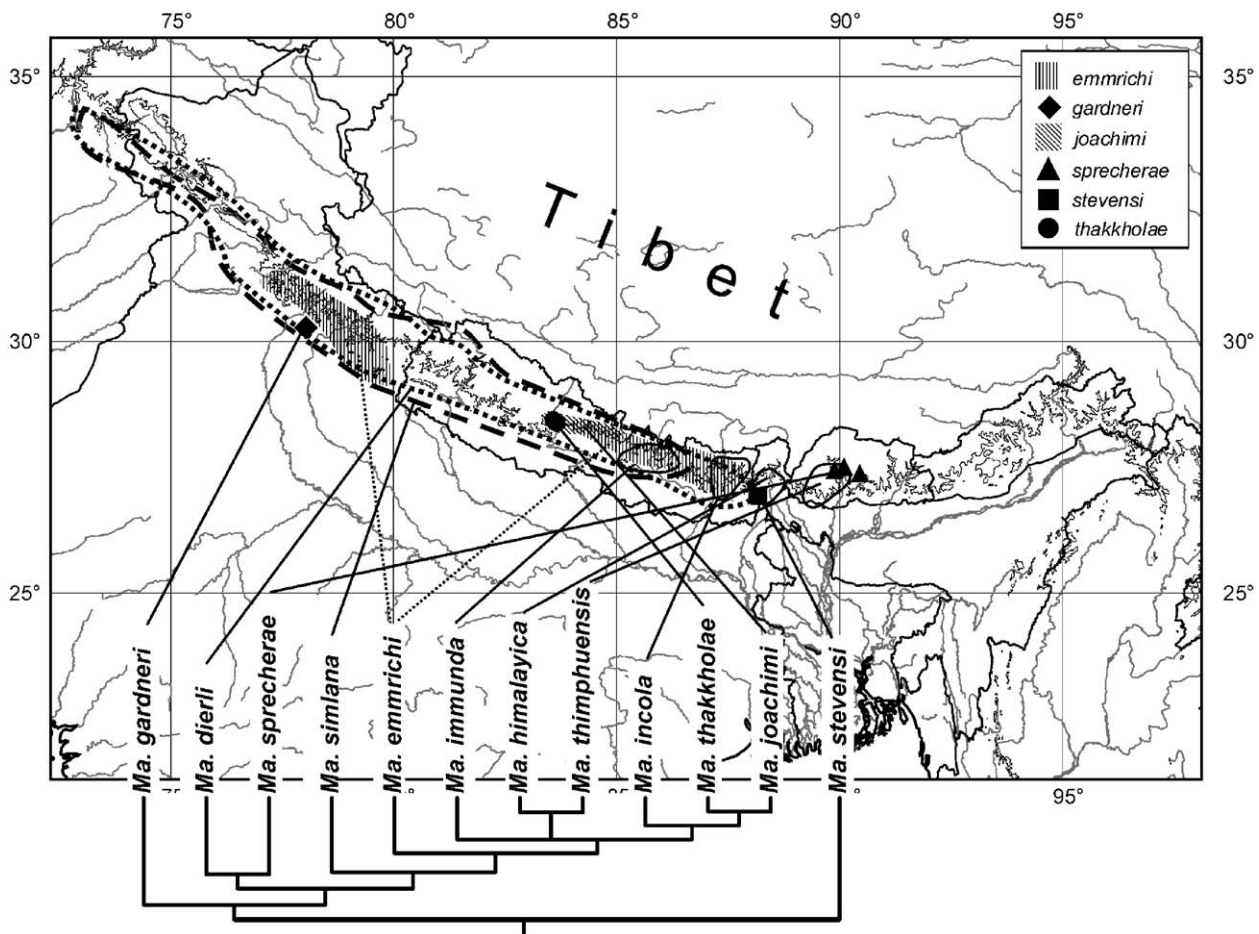 75° 80° 85° 90° 95°
35° 35°
emmrichi
gardneri
joachimi
sprecherae
stevensi
thakkholae
Tibet
30° 30°
25° 25°
Ma. gardneri
Ma. dierli
Ma. sprecherae
Ma. simlana
Ma. emmrichi
Ma. immunda
Ma. himalayica
Ma. thimphuensis
Ma. incola
Ma. thakkholae
Ma. joachimi
Ma. stevensi
95°